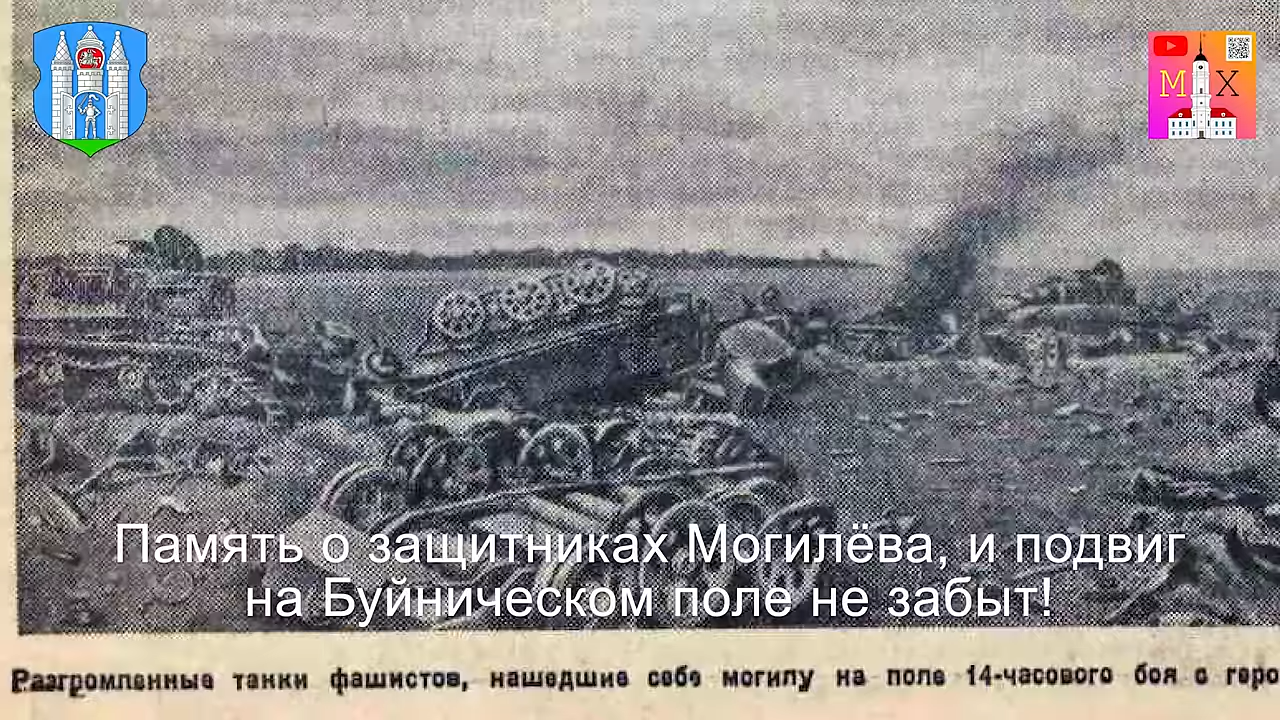 М Х
Память о защитниках Могилёва, и подвиг
на Буйническом поле не забыт!
Разгромленные танки фашистов, нашедшие себе могилу на поле 14-часового боя с геро